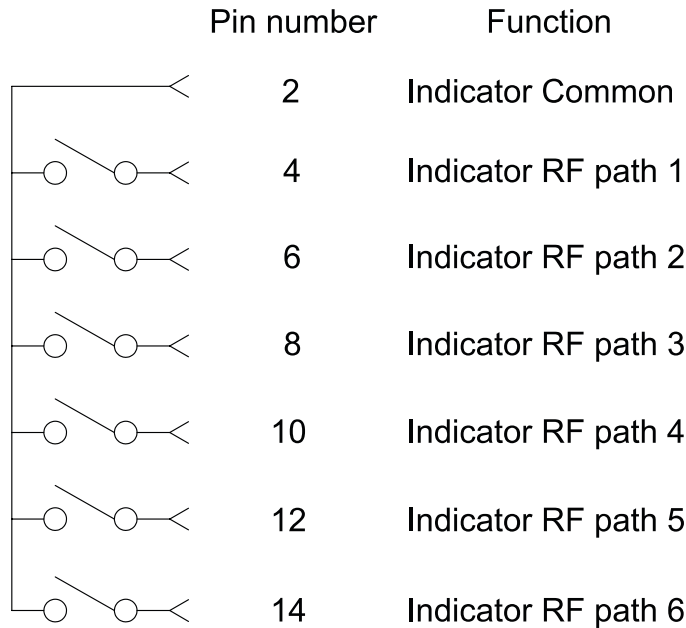 Pin number Function
2 Indicator Common
4 Indicator RF path 1
6 Indicator RF path 2
8 Indicator RF path 3
10 Indicator RF path 4
12 Indicator RF path 5
14 Indicator RF path 6